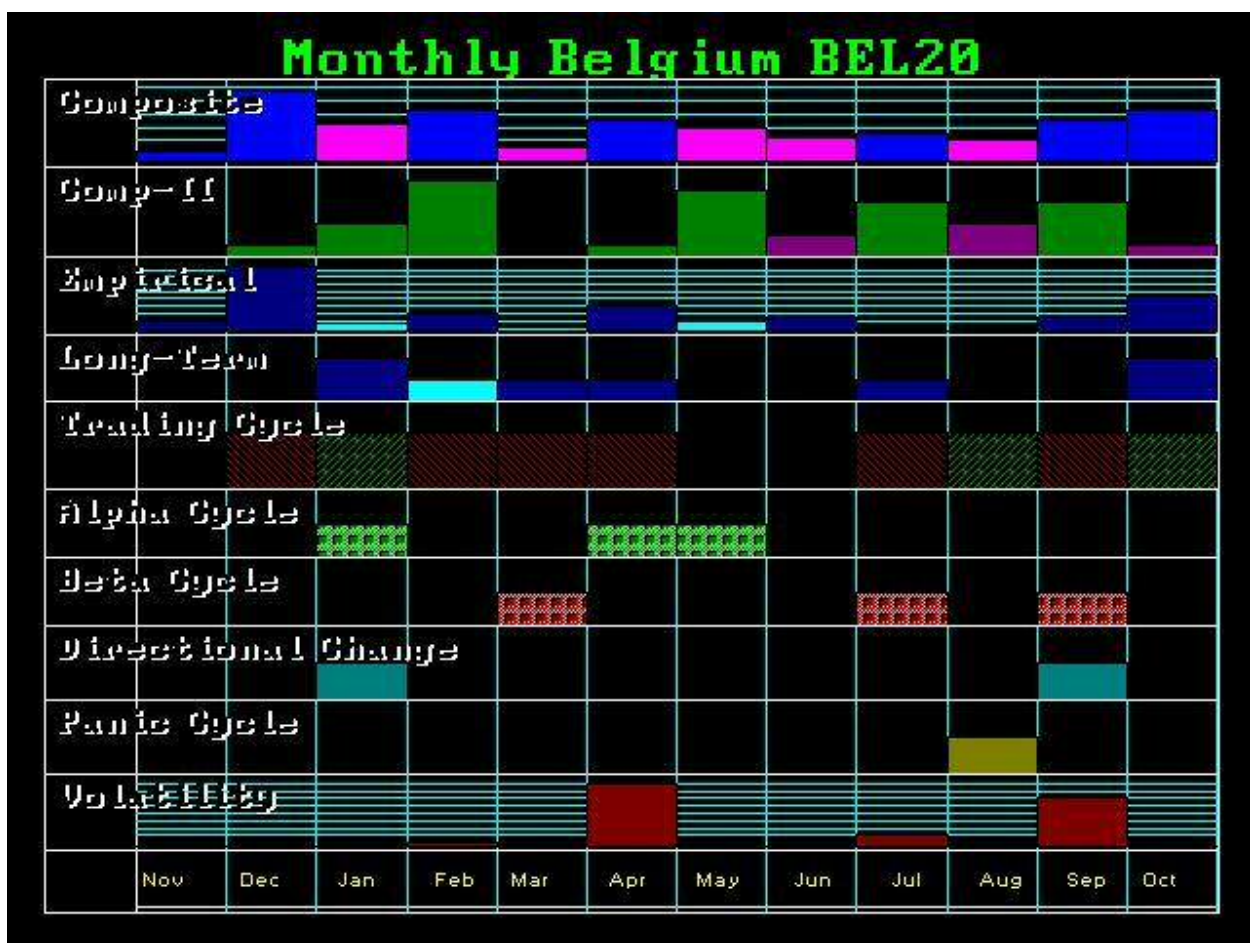 Monthly Belgium BEL20
Composite
Comp-II
Empirical
Long-Term
Trading Cycle
Alpha Cycle
Beta Cycle
Directional Change
Panic Cycle
Volatility
Nov Dec Jan Feb Mar Apr May Jun Jul Aug Sep Oct